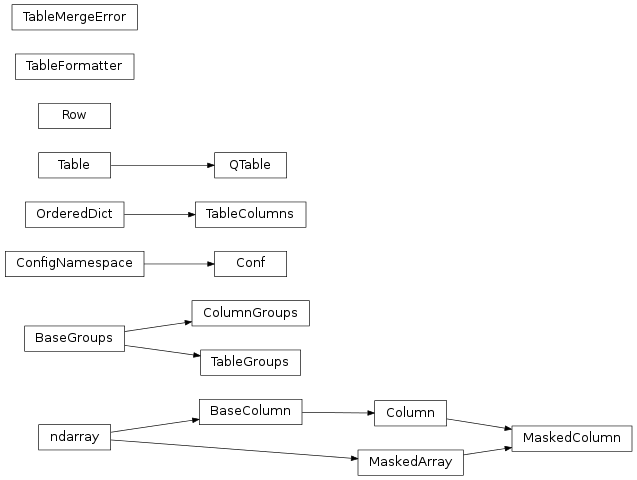 TableMergeError
TableFormatter
Row
Table
QTable
OrderedDict
TableColumns
ConfigNamespace
Conf
ColumnGroups
BaseGroups
TableGroups
BaseColumn
Column
ndarray
MaskedColumn
MaskedArray